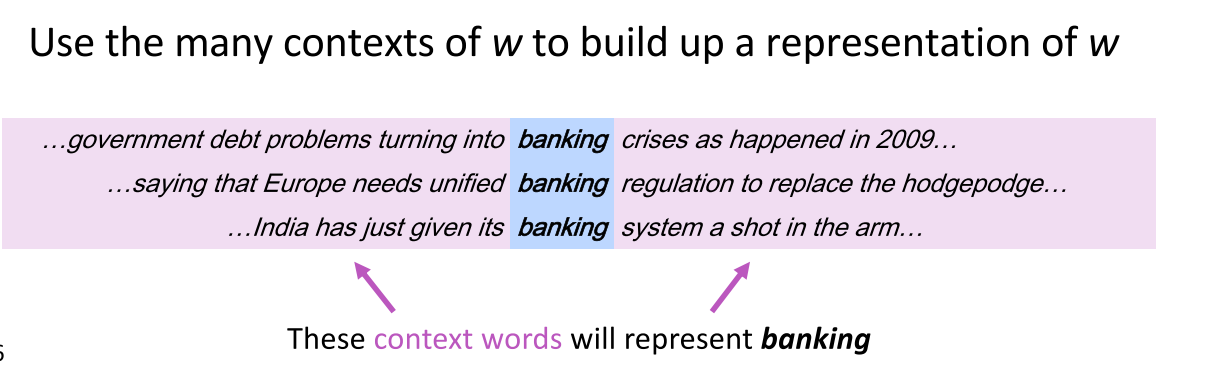 Use the many contexts of w to build up a representation of w
…government debt problems turning into banking crises as happened in 2009…
…saying that Europe needs unified banking regulation to replace the hodgepodge…
…India has just given its banking system a shot in the arm…
These context words will represent banking